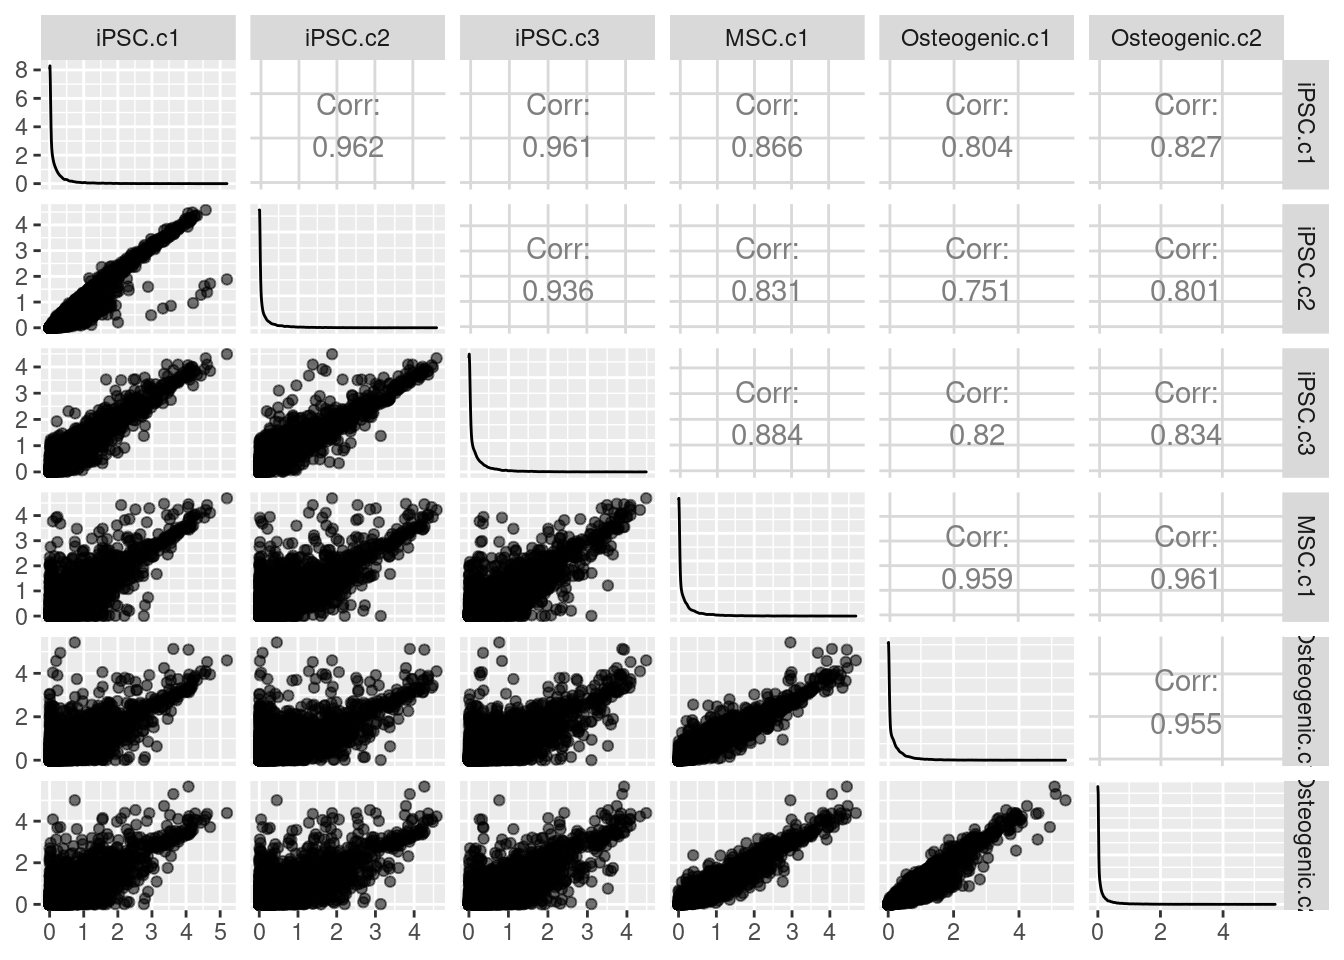 iPSC.c1 iPSC.c2 iPSC.c3 MSC.c1 Osteogenic.c1 Osteogenic.c2
8
6
4
2
0
Corr: Corr: Corr: Corr: Corr:
0.962 0.961 0.866 0.804 0.827
iPSC.c1
4
3
2
1
0
Corr: Corr: Corr: Corr:
0.936 0.831 0.751 0.801
iPSC.c2
4
3
2
1
0
Corr: Corr: Corr:
0.884 0.82 0.834
iPSC.c3
4
3
2
1
0
Corr: Corr:
0.959 0.961
MSC.c1
4
2
0
Corr:
0.955
Osteogenic.c1
4
2
0
Osteogenic.c2
0 1 2 3 4 5 0 1 2 3 4 0 1 2 3 4 0 1 2 3 4 0 2 4 0 2 4